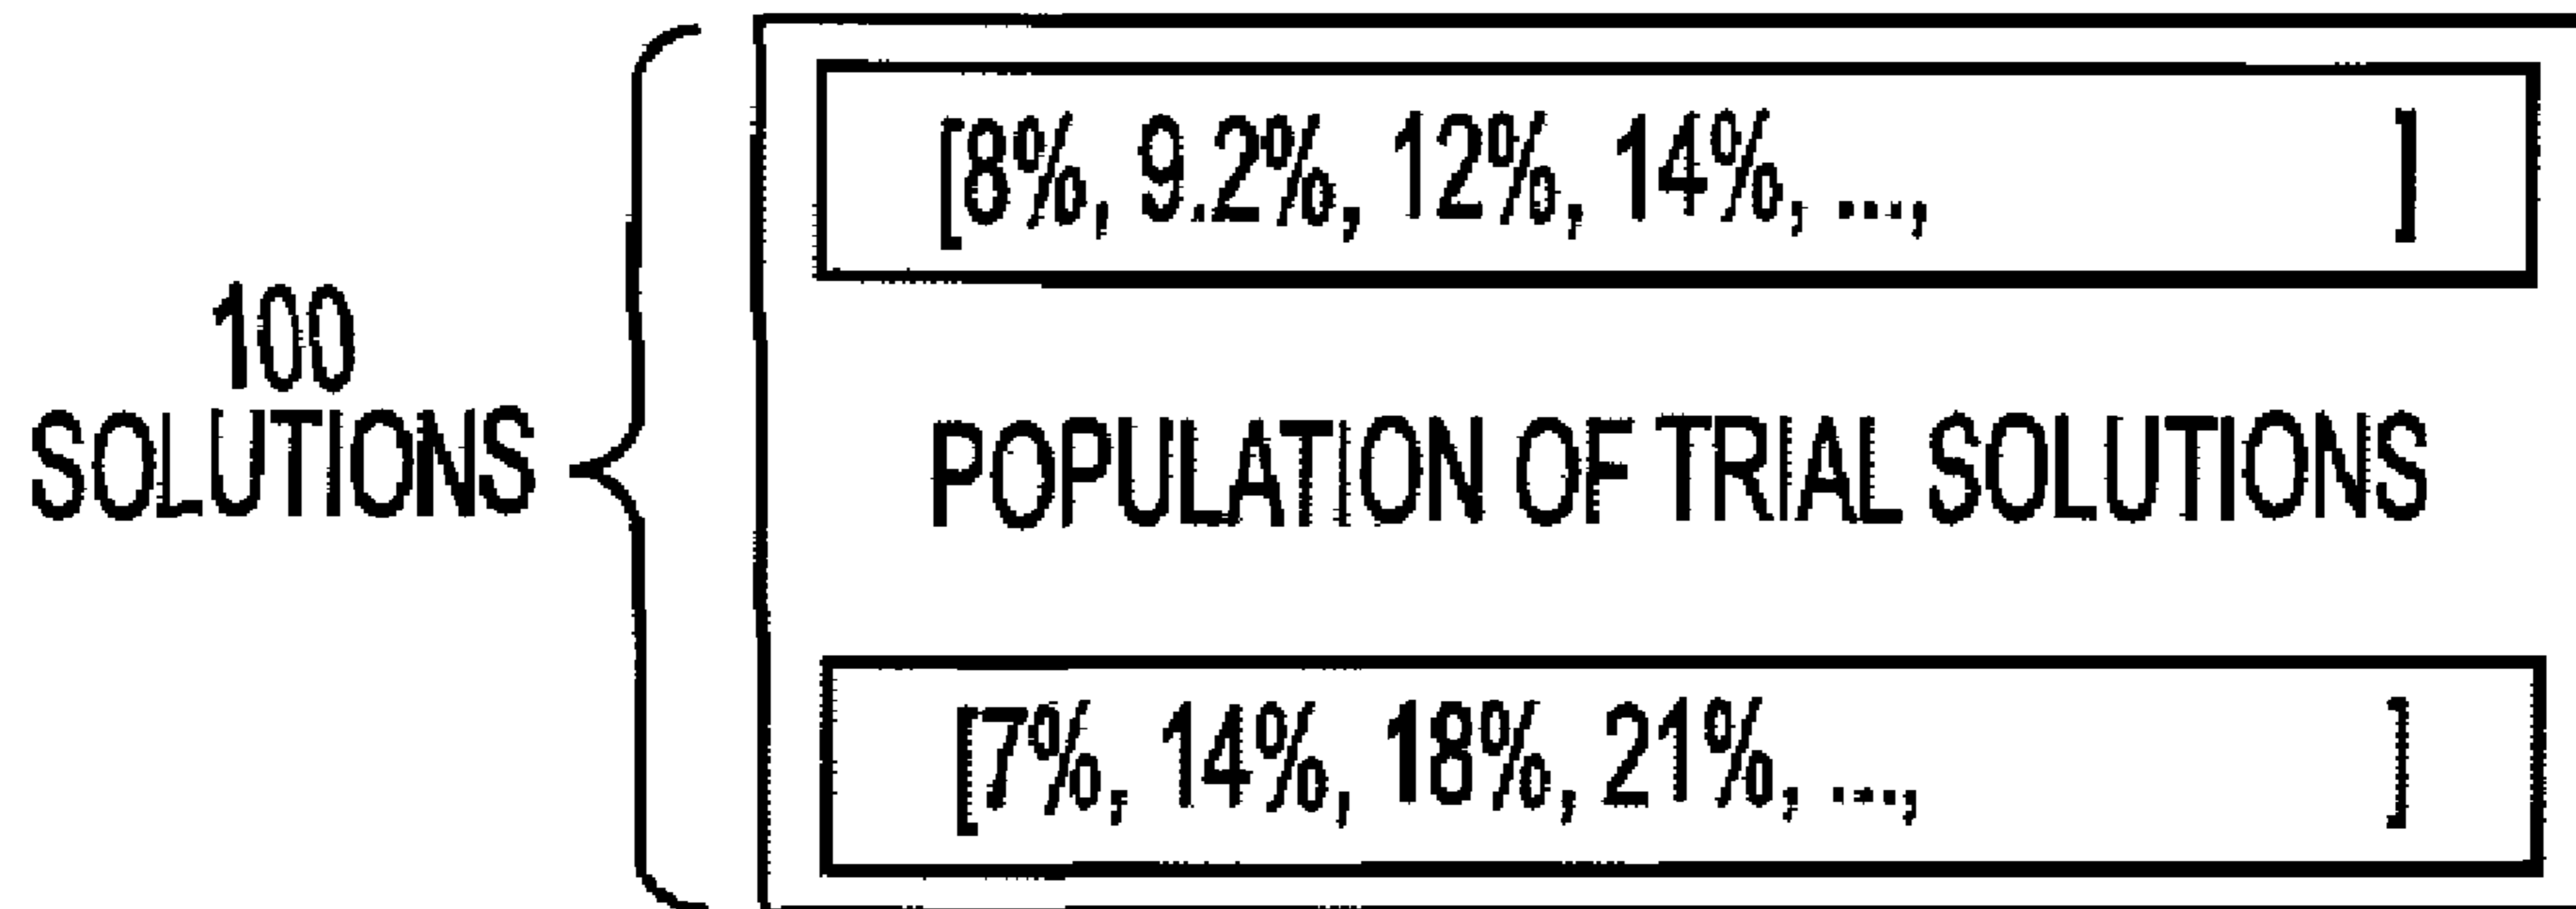 [8%, 9.2%, 12%, 14%, ..., ]
100
SOLUTIONS
POPULATION OF TRIAL SOLUTIONS
[7%, 14%, 18%, 21%, ..., ]